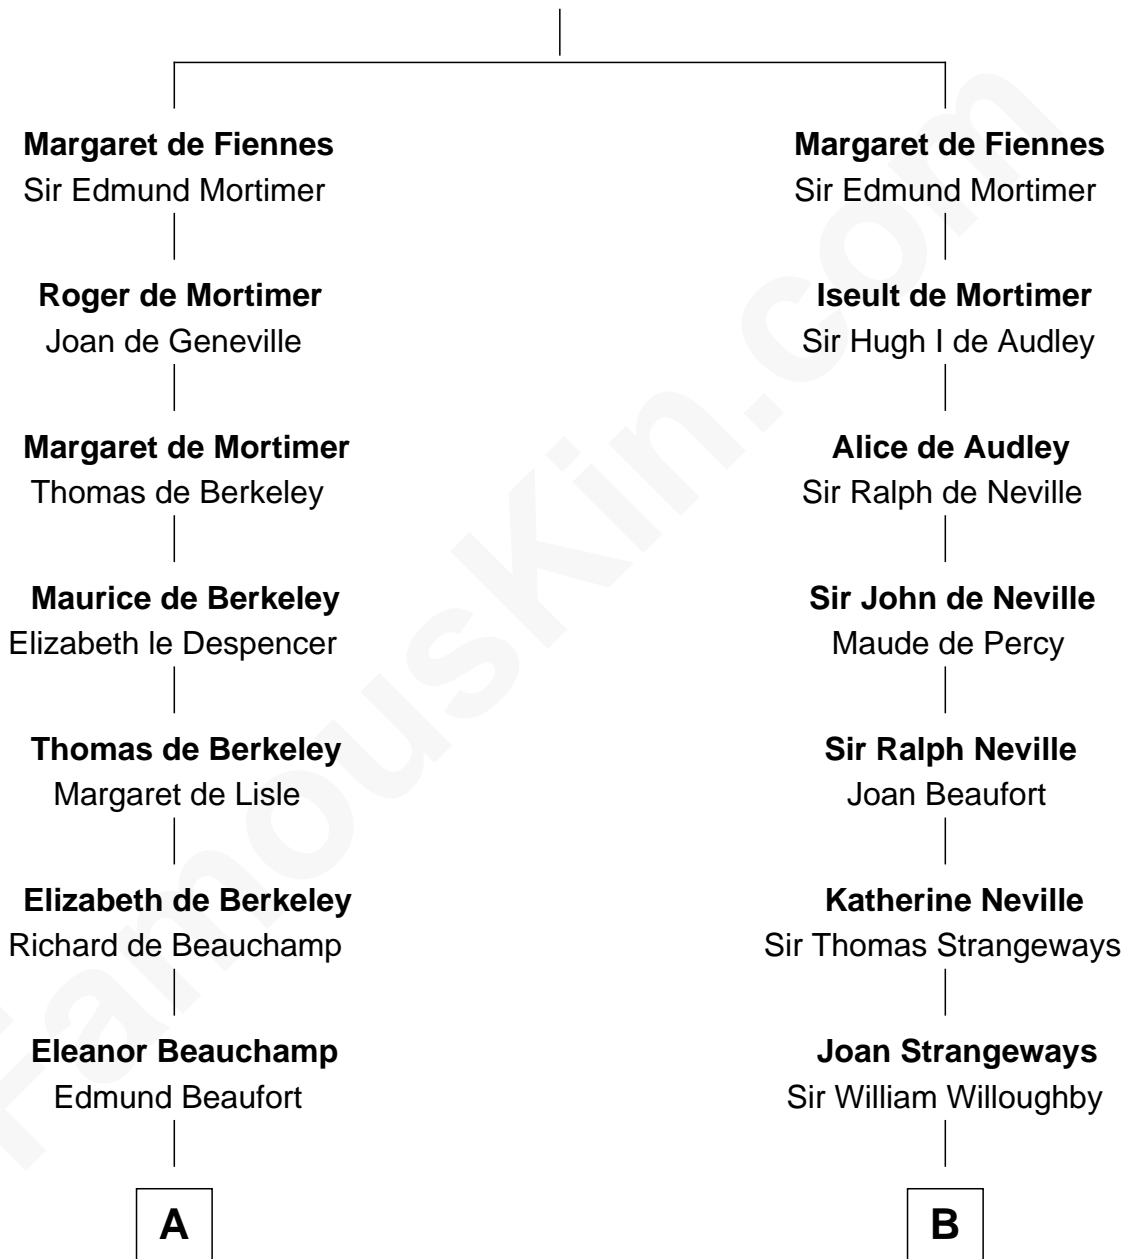 Margaret de Fiennes
Sir Edmund Mortimer
Roger de Mortimer
Joan de Geneville
Margaret de Mortimer
Thomas de Berkeley
Maurice de Berkeley
Elizabeth le Despencer
Thomas de Berkeley
Margaret de Lisle
Elizabeth de Berkeley
Richard de Beauchamp
Eleanor Beauchamp
Edmund Beaufort
A
Margaret de Fiennes
Sir Edmund Mortimer
Iseult de Mortimer
Sir Hugh I de Audley
Alice de Audley
Sir Ralph de Neville
Sir John de Neville
Maude de Percy
Sir Ralph Neville
Joan Beaufort
Katherine Neville
Sir Thomas Strangeways
Joan Strangeways
Sir William Willoughby
B
FamousKin.com